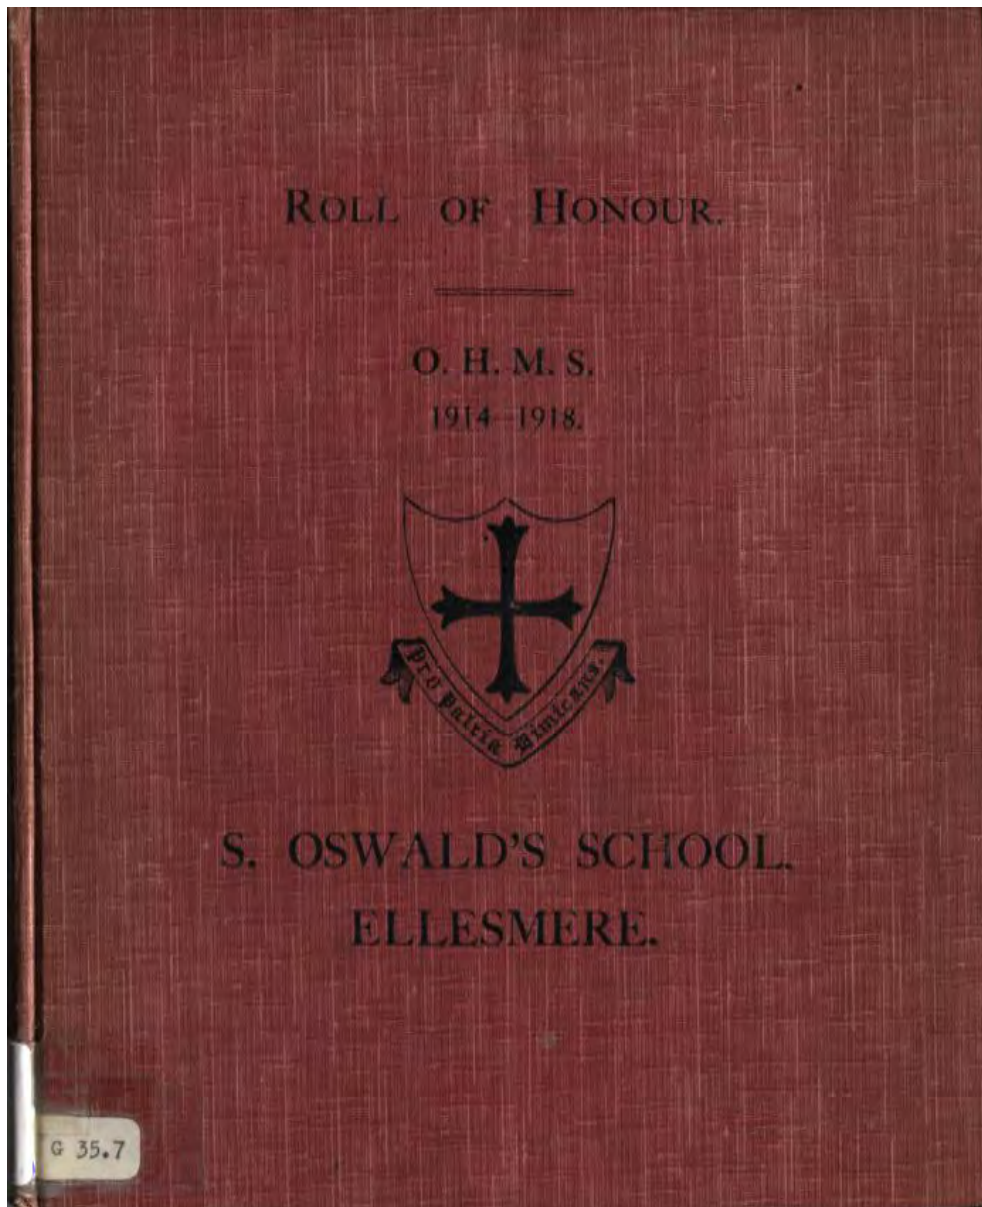 ROLL OF HONOUR.
O. H. M. S.
1914–1918.
Pro Patria Dimicans.
S. OSWALD'S SCHOOL.
ELLESMERE.
G 35.7